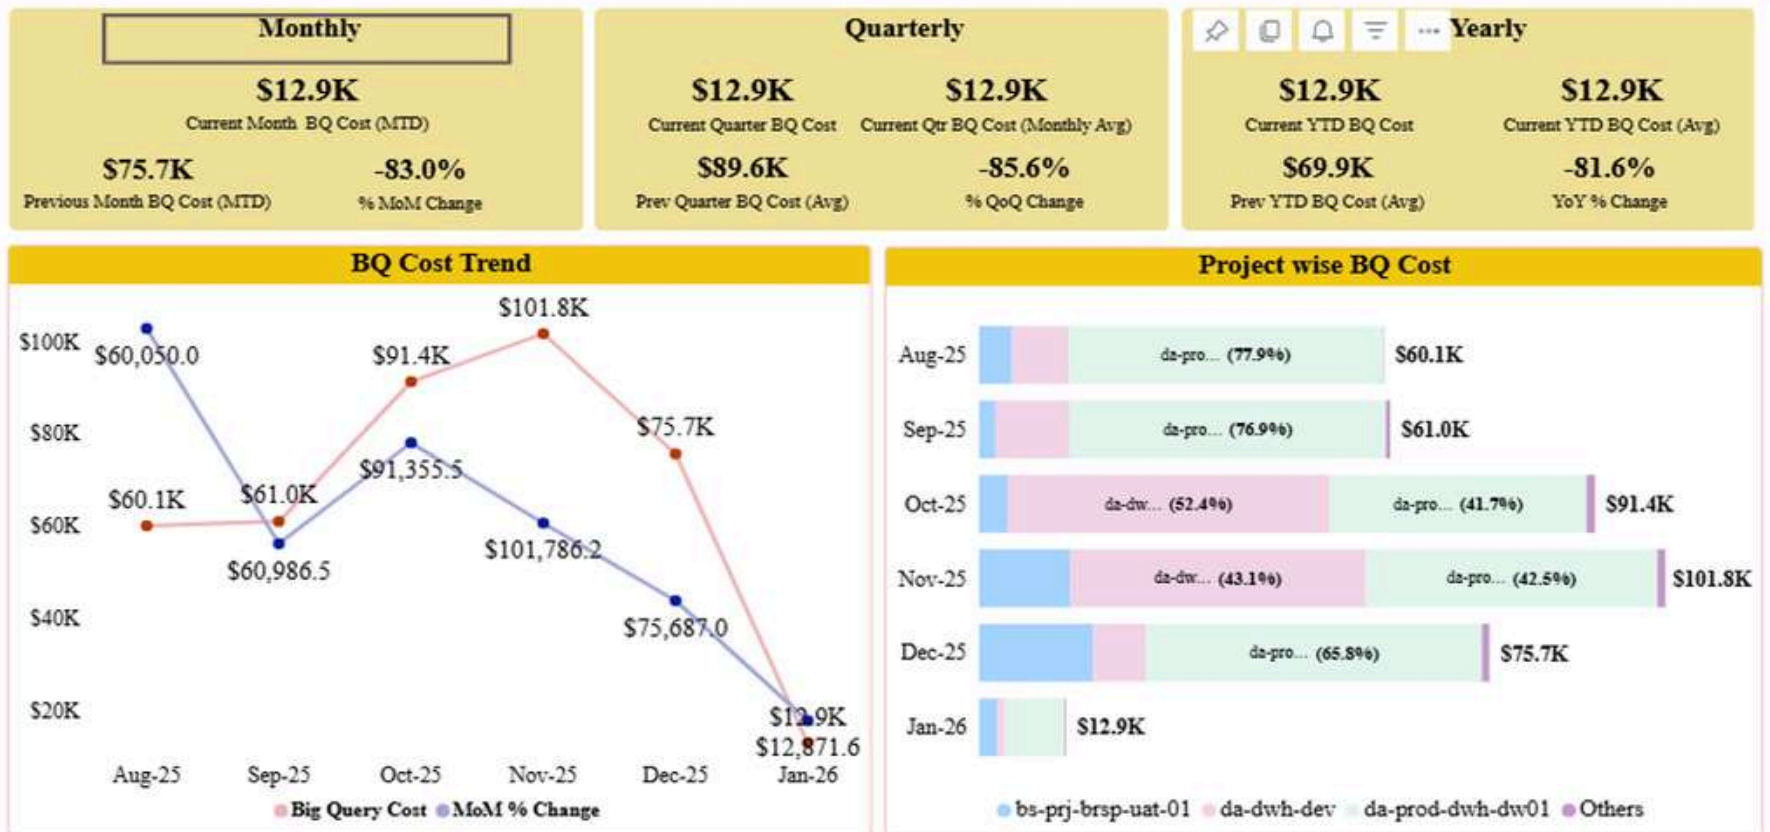 Monthly
$12.9K
Current Month BQ Cost (MTD)
$75.7K
Previous Month BQ Cost (MTD)
-83.0%
% MoM Change
Quarterly
$12.9K
Current Quarter BQ Cost
$12.9K
Current Qtr BQ Cost (Monthly Avg)
$89.6K
Prev Quarter BQ Cost (Avg)
-85.6%
% QoQ Change
Yearly
$12.9K
Current YTD BQ Cost
$12.9K
Current YTD BQ Cost (Avg)
$69.9K
Prev YTD BQ Cost (Avg)
-81.6%
YoY % Change
BQ Cost Trend
$100K
$80K
$60K
$40K
$20K
$60,050.0
$60.1K
$61.0K
$60,986.5
$91.4K
$91,355.5
$101.8K
$101,786.2
$75.7K
$75,687.0
$12.9K
$12,871.6
Aug-25 Sep-25 Oct-25 Nov-25 Dec-25 Jan-26
Big Query Cost MoM % Change
Project wise BQ Cost
Aug-25 da-pro... (77.9%) $60.1K
Sep-25 da-pro... (76.9%) $61.0K
Oct-25 da-dw... (52.4%) da-pro... (41.7%) $91.4K
Nov-25 da-dw... (43.1%) da-pro... (42.5%) $101.8K
Dec-25 da-pro... (65.8%) $75.7K
Jan-26 $12.9K
bs-prj-brsp-uat-01 da-dwh-dev da-prod-dwh-dw01 Others